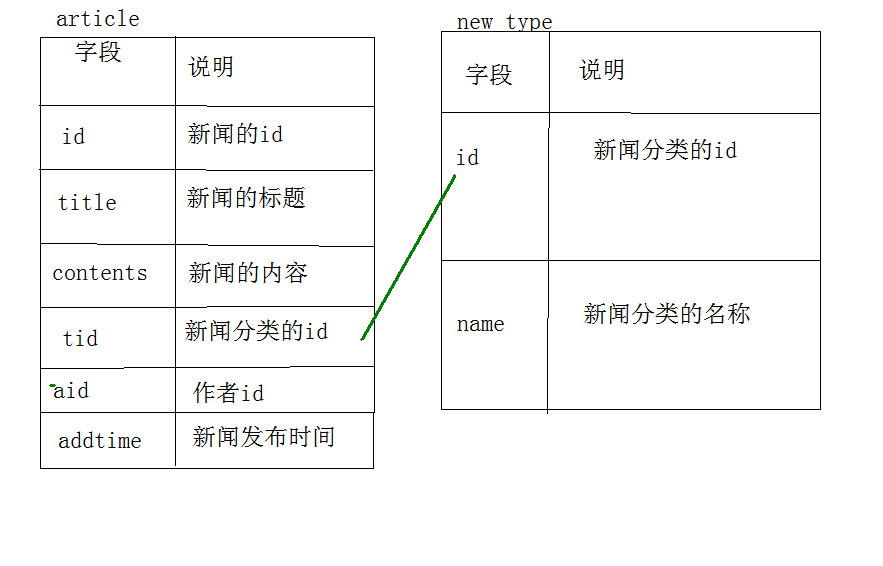 article
字段 说明
id 新闻的id
title 新闻的标题
contents 新闻的内容
tid 新闻分类的id
aid 作者id
addtime 新闻发布时间
new type
字段 说明
id 新闻分类的id
name 新闻分类的名称